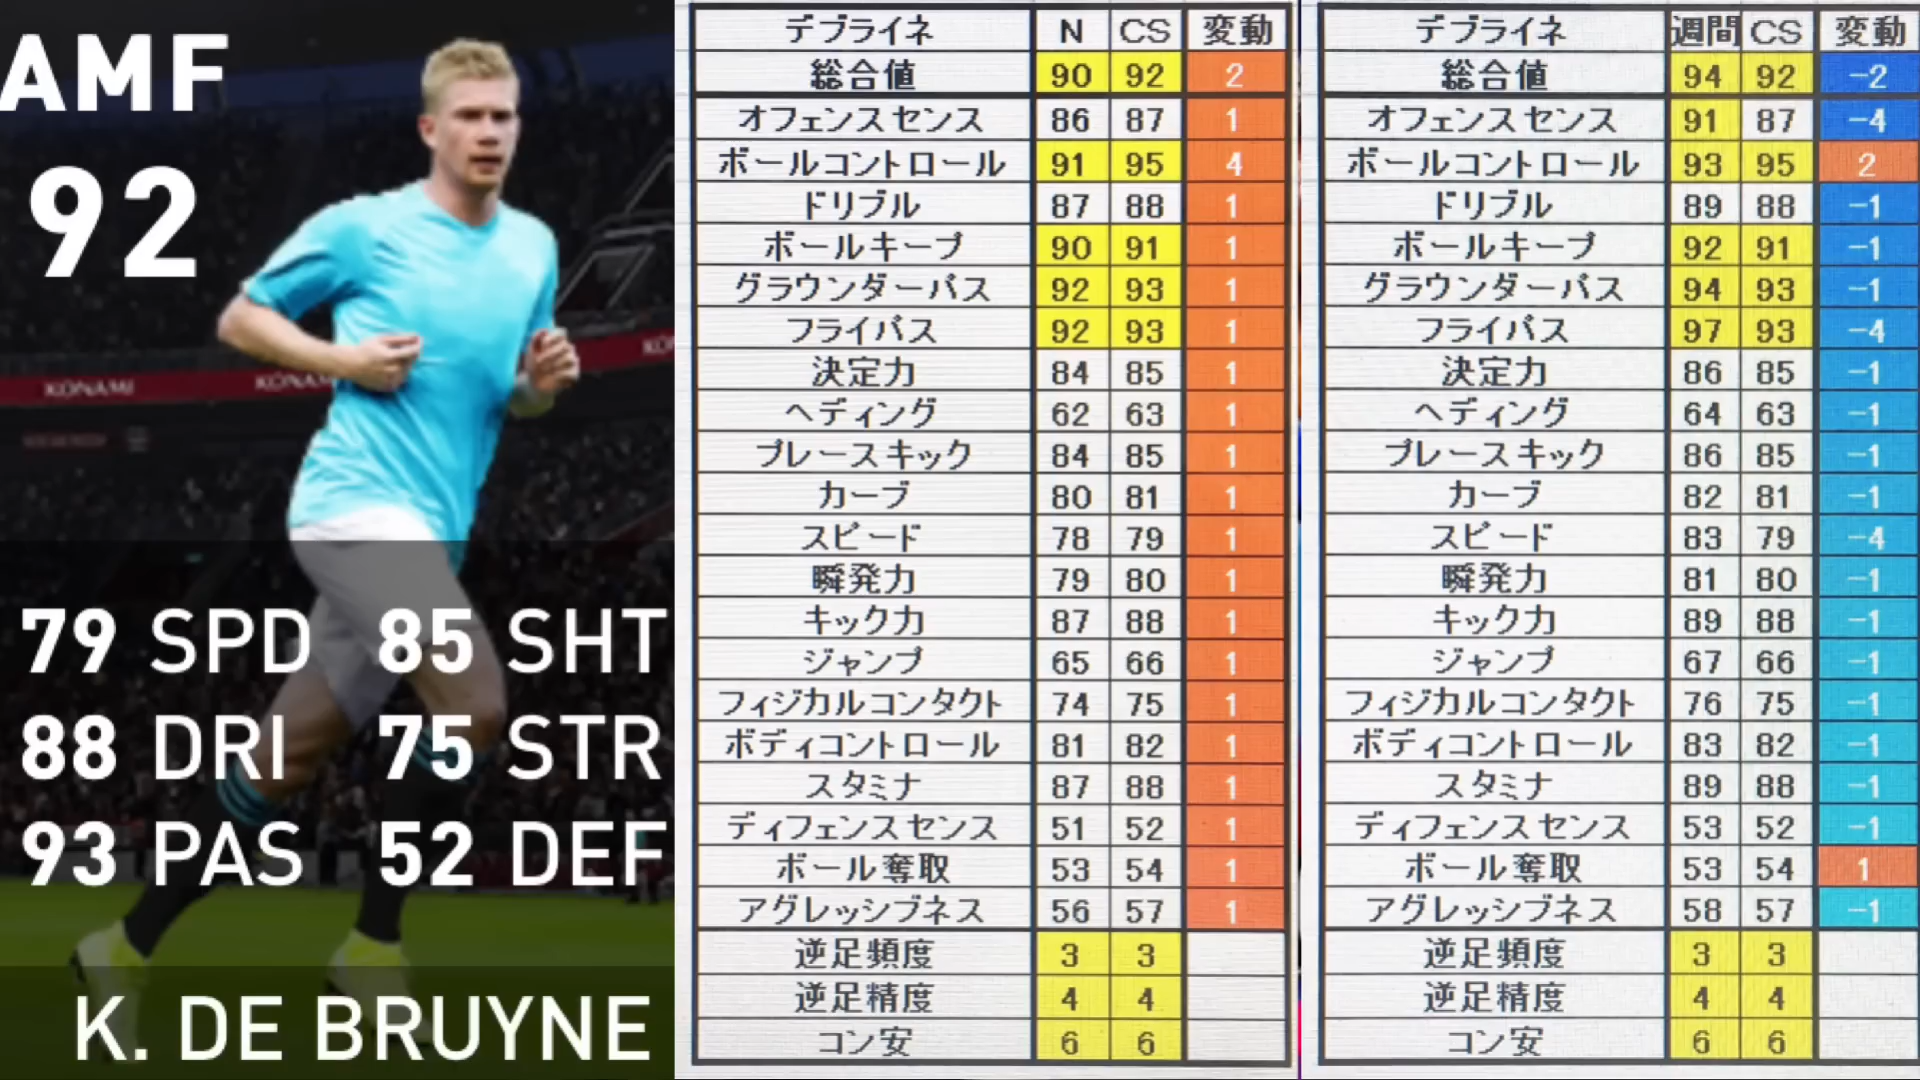 AMF
92
KONAMI
KONAMI
79 SPD 85 SHT
88 DRI 75 STR
93 PAS 52 DEF
K. DE BRUYNE
デブライネ N CS 変動
総合値 90 92 2
オフェンスセンス 86 87 1
ボールコントロール 91 95 4
ドリブル 87 88 1
ボールキープ 90 91 1
グラウンダーパス 92 93 1
フライパス 92 93 1
決定力 84 85 1
ヘディング 62 63 1
プレースキック 84 85 1
カーブ 80 81 1
スピード 78 79 1
瞬発力 79 80 1
キック力 87 88 1
ジャンプ 65 66 1
フィジカルコンタクト 74 75 1
ボディコントロール 81 82 1
スタミナ 87 88 1
ディフェンスセンス 51 52 1
ボール奪取 53 54 1
アグレッシブネス 56 57 1
逆足頻度 3 3
逆足精度 4 4
コン安 6 6
デブライネ 週間 CS 変動
総合値 94 92 -2
オフェンスセンス 91 87 -4
ボールコントロール 93 95 2
ドリブル 89 88 -1
ボールキープ 92 91 -1
グラウンダーパス 94 93 -1
フライパス 97 93 -4
決定力 86 85 -1
ヘディング 64 63 -1
プレースキック 86 85 -1
カーブ 82 81 -1
スピード 83 79 -4
瞬発力 81 80 -1
キック力 89 88 -1
ジャンプ 67 66 -1
フィジカルコンタクト 76 75 -1
ボディコントロール 83 82 -1
スタミナ 89 88 -1
ディフェンスセンス 53 52 -1
ボール奪取 53 54 1
アグレッシブネス 58 57 -1
逆足頻度 3 3
逆足精度 4 4
コン安 6 6